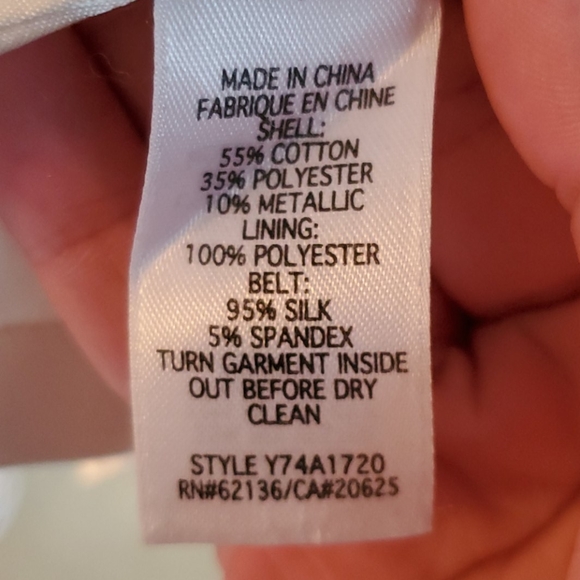 MADE IN CHINA
FABRIQUE EN CHINE
SHELL:
55% COTTON
35% POLYESTER
10% METALLIC
LINING:
100% POLYESTER
BELT:
95% SILK
5% SPANDEX
TURN GARMENT INSIDE
OUT BEFORE DRY
CLEAN
STYLE Y74A1720
RN#62136/CA#20625